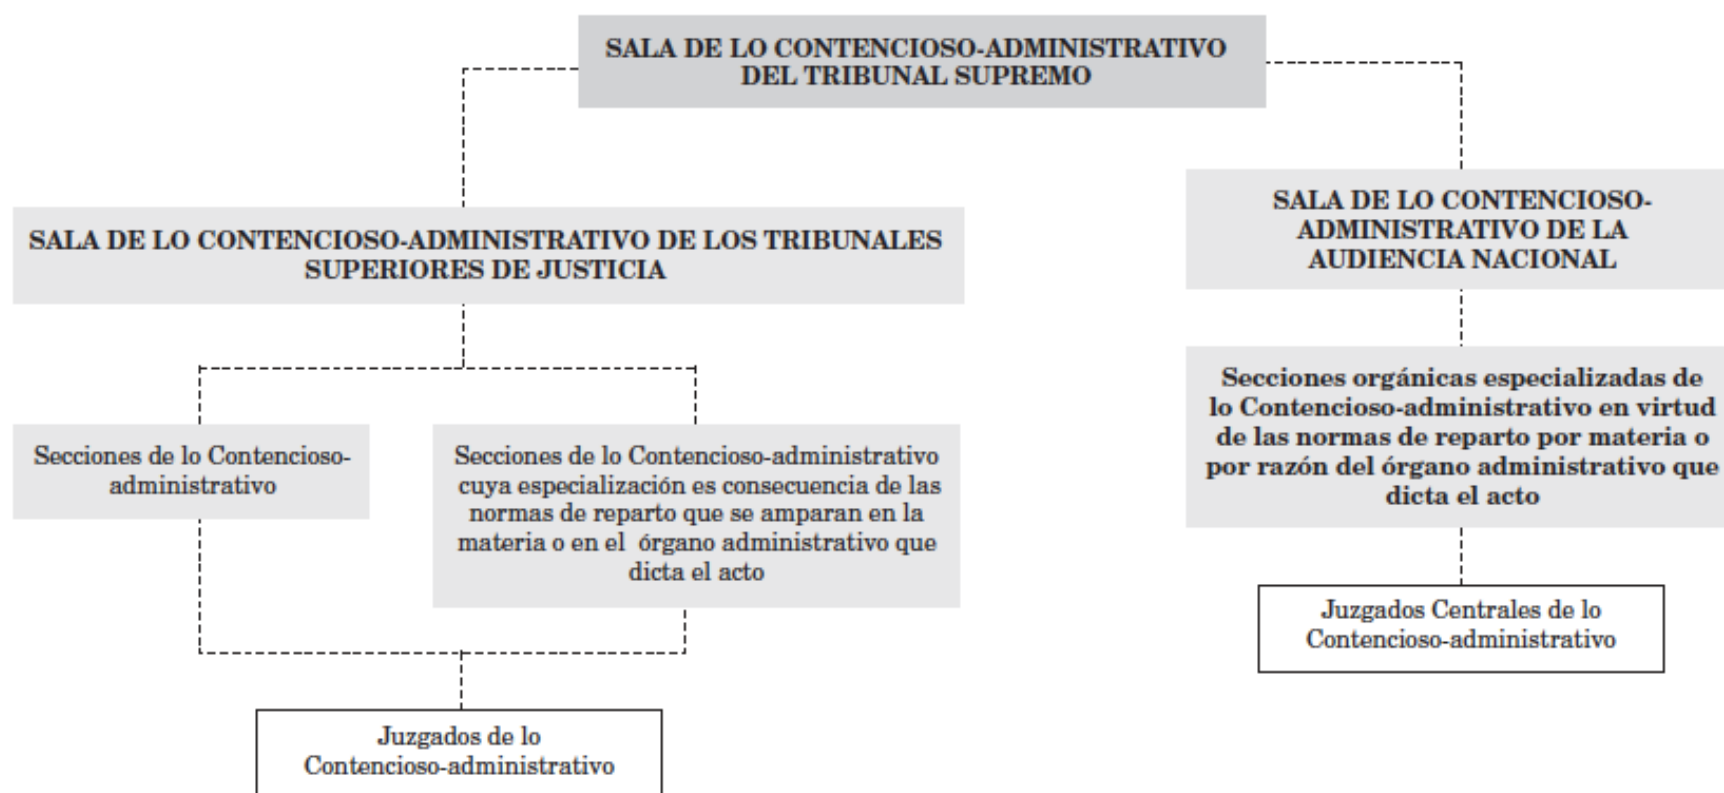 SALA DE LO CONTENCIOSO-ADMINISTRATIVO
DEL TRIBUNAL SUPREMO
SALA DE LO CONTENCIOSO-
ADMINISTRATIVO DE LA
AUDIENCIA NACIONAL
SALA DE LO CONTENCIOSO-ADMINISTRATIVO DE LOS TRIBUNALES
SUPERIORES DE JUSTICIA
Secciones orgánicas especializadas de
lo Contencioso-administrativo en virtud
de las normas de reparto por materia o
por razón del órgano administrativo que
dicta el acto
Secciones de lo Contencioso-
administrativo
Secciones de lo Contencioso-administrativo
cuya especialización es consecuencia de las
normas de reparto que se amparan en la
materia o en el órgano administrativo que
dicta el acto
Juzgados Centrales de lo
Contencioso-administrativo
Juzgados de lo
Contencioso-administrativo